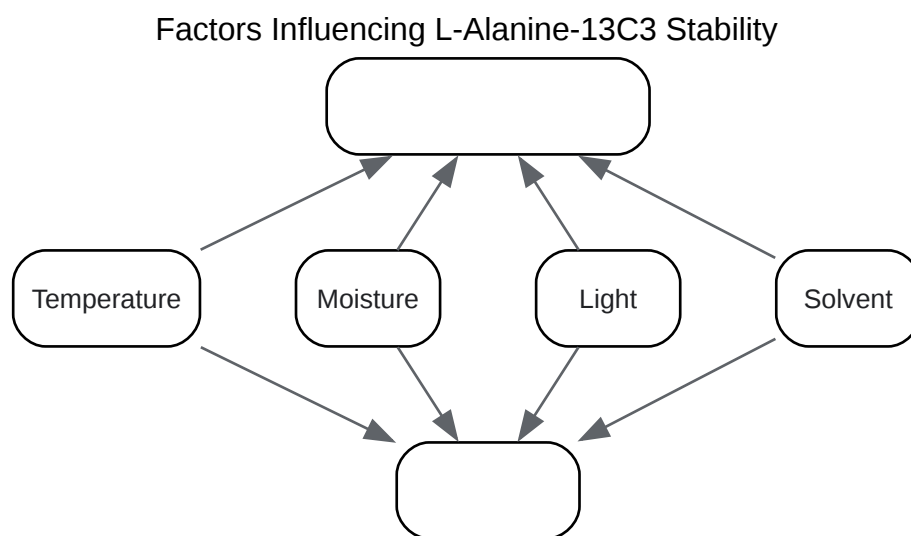 Factors Influencing L-Alanine-13C3 Stability
Temperature
Moisture
Light
Solvent